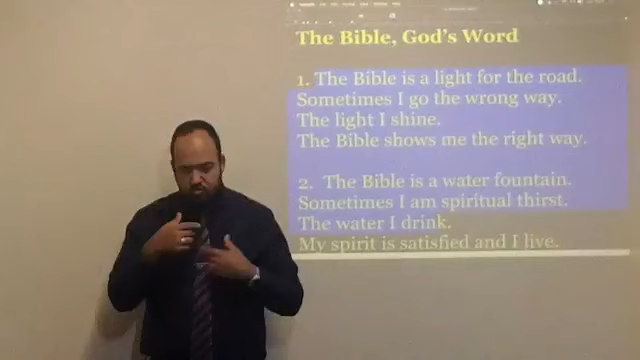 The Bible, God's Word
1. The Bible is a light for the road.
Sometimes I go the wrong way.
The light I shine.
The Bible shows me the right way.
2. The Bible is a water fountain.
Sometimes I am spiritual thirst.
The water I drink.
My spirit is satisfied and I live.